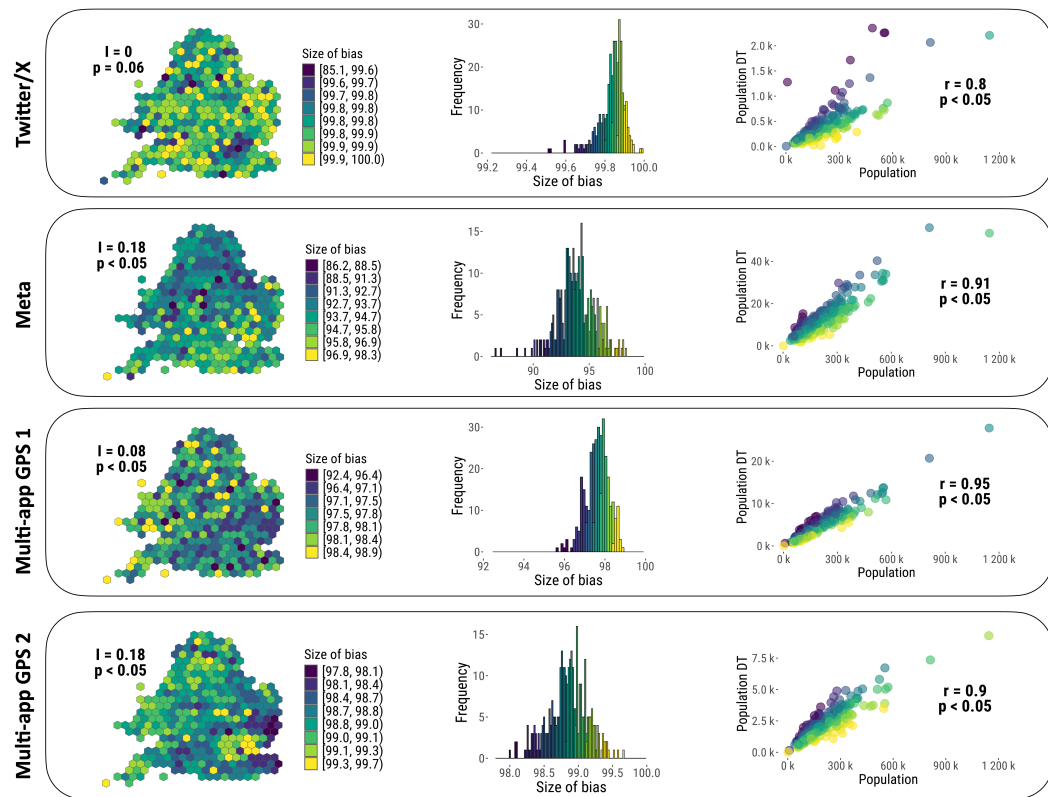 Twitter/X
I = 0
p = 0.06
Size of bias
[85.1, 99.6)
[99.6, 99.7)
[99.7, 99.8)
[99.8, 99.8)
[99.8, 99.8)
[99.8, 99.9)
[99.9, 99.9)
[99.9, 100.0)
Frequency
30-
20-
10-
0-
99.2
99.4
99.6
99.8
100.0
Size of bias
Population DT
2.0 k-
1.5 k-
1.0 k-
0.5 k-
0.0 k-
0 k
300 k
600 k
900 k
1200 k
Population
r = 0.8
p < 0.05
Meta
I = 0.18
p < 0.05
Size of bias
[86.2, 88.5)
[88.5, 91.3)
[91.3, 92.7)
[92.7, 93.7)
[93.7, 94.7)
[94.7, 95.8)
[95.8, 96.9)
[96.9, 98.3)
Frequency
15-
10-
5-
0-
90
95
100
Size of bias
Population DT
40 k-
20 k-
0 k-
0 k
300 k
600 k
900 k
1200 k
Population
r = 0.91
p < 0.05
Multi-app GPS 1
I = 0.08
p < 0.05
Size of bias
[92.4, 96.4)
[96.4, 97.1)
[97.1, 97.5)
[97.5, 97.8)
[97.8, 98.1)
[98.1, 98.4)
[98.4, 98.9)
Frequency
30-
20-
10-
0-
92
94
96
98
100
Size of bias
Population DT
20 k-
10 k-
0 k-
0 k
300 k
600 k
900 k
1200 k
Population
r = 0.95
p < 0.05
Multi-app GPS 2
I = 0.18
p < 0.05
Size of bias
[97.8, 98.1)
[98.1, 98.4)
[98.4, 98.7)
[98.7, 98.8)
[98.8, 99.0)
[99.0, 99.1)
[99.1, 99.3)
[99.3, 99.7)
Frequency
15-
10-
5-
0-
98.0
98.5
99.0
99.5
100.0
Size of bias
Population DT
7.5 k-
5.0 k-
2.5 k-
0.0 k-
0 k
300 k
600 k
900 k
1200 k
Population
r = 0.9
p < 0.05